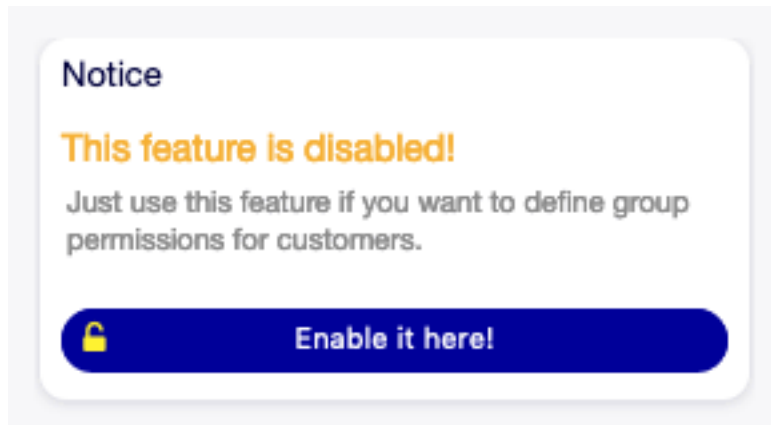 Notice
This feature is disabled!
Just use this feature if you want to define group
permissions for customers.
Enable it here!